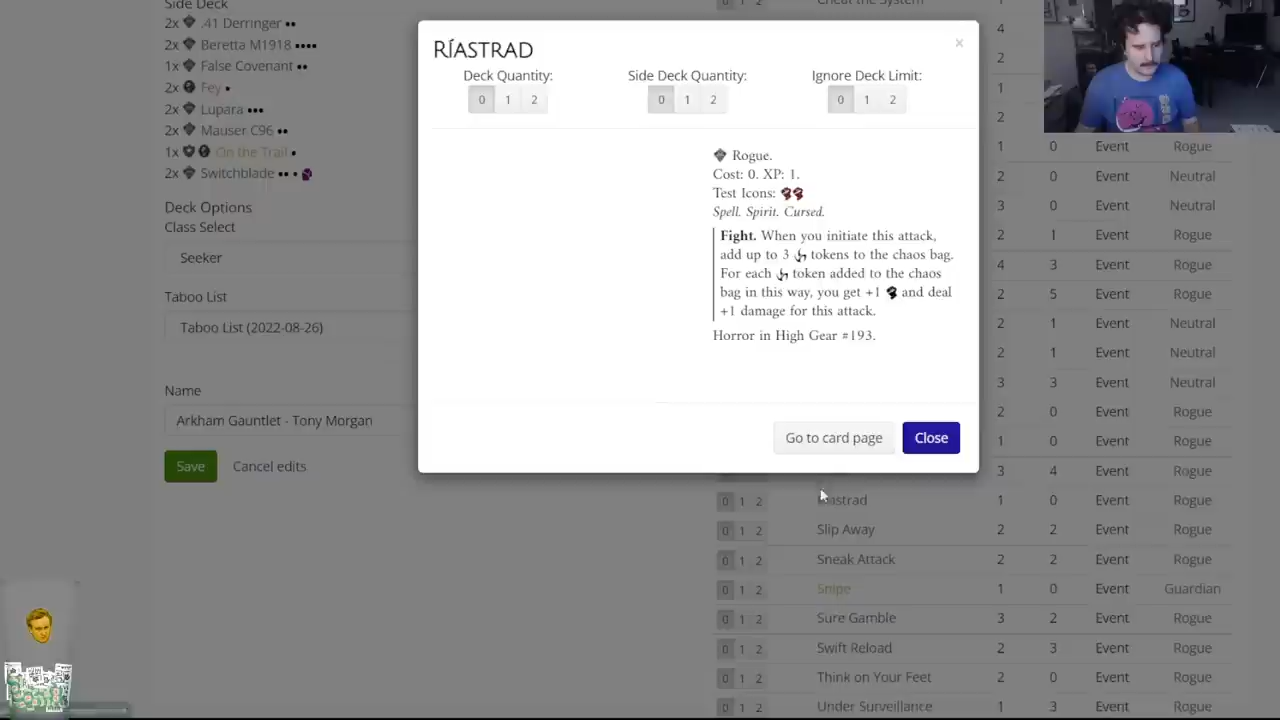 Side Deck
2x .41 Derringer ••
2x Beretta M1918 ••••
1x False Covenant ••
2x Fey •
2x Lupara •••
2x Mauser C96 ••
1x On the Trail •
2x Switchblade •• •
Deck Options
Class Select
Seeker
Taboo List
Taboo List (2022-08-26)
Name
Arkham Gauntlet - Tony Morgan
Save Cancel edits
Ríastrad
×
Deck Quantity: Side Deck Quantity: Ignore Deck Limit:
0 1 2 0 1 2 0 1 2
Rogue.
Cost: 0. XP: 1.
Test Icons:
Spell. Spirit. Cursed.
Fight. When you initiate this attack,
add up to 3 tokens to the chaos bag.
For each token added to the chaos
bag in this way, you get +1 and deal
+1 damage for this attack.
Horror in High Gear #193.
Go to card page Close
Cheat the System 1
4
2
1
2
1 0 Event Rogue
2 0 Event Neutral
3 0 Event Neutral
2 1 Event Rogue
4 3 Event Rogue
2 5 Event Rogue
2 1 Event Neutral
2 1 Event Neutral
3 3 Event Neutral
2 0 Event Rogue
1 0 Event Rogue
3 4 Event Rogue
0 1 2 1 0 Event Rogue
0 1 2 Slip Away 2 2 Event Rogue
0 1 2 Sneak Attack 2 2 Event Rogue
0 1 2 Snipe 1 0 Event Guardian
0 1 2 Sure Gamble 3 2 Event Rogue
0 1 2 Swift Reload 2 3 Event Rogue
0 1 2 Think on Your Feet 2 0 Event Rogue
0 1 2 Under Surveillance 1 3 Event Rogue